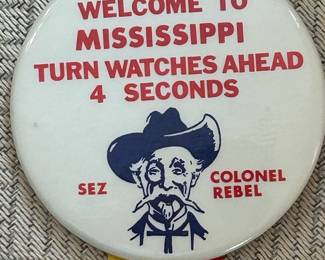 WELCOME TO
MISSISSIPPI
TURN WATCHES AHEAD
4 SECONDS
SEZ
COLONEL
REBEL